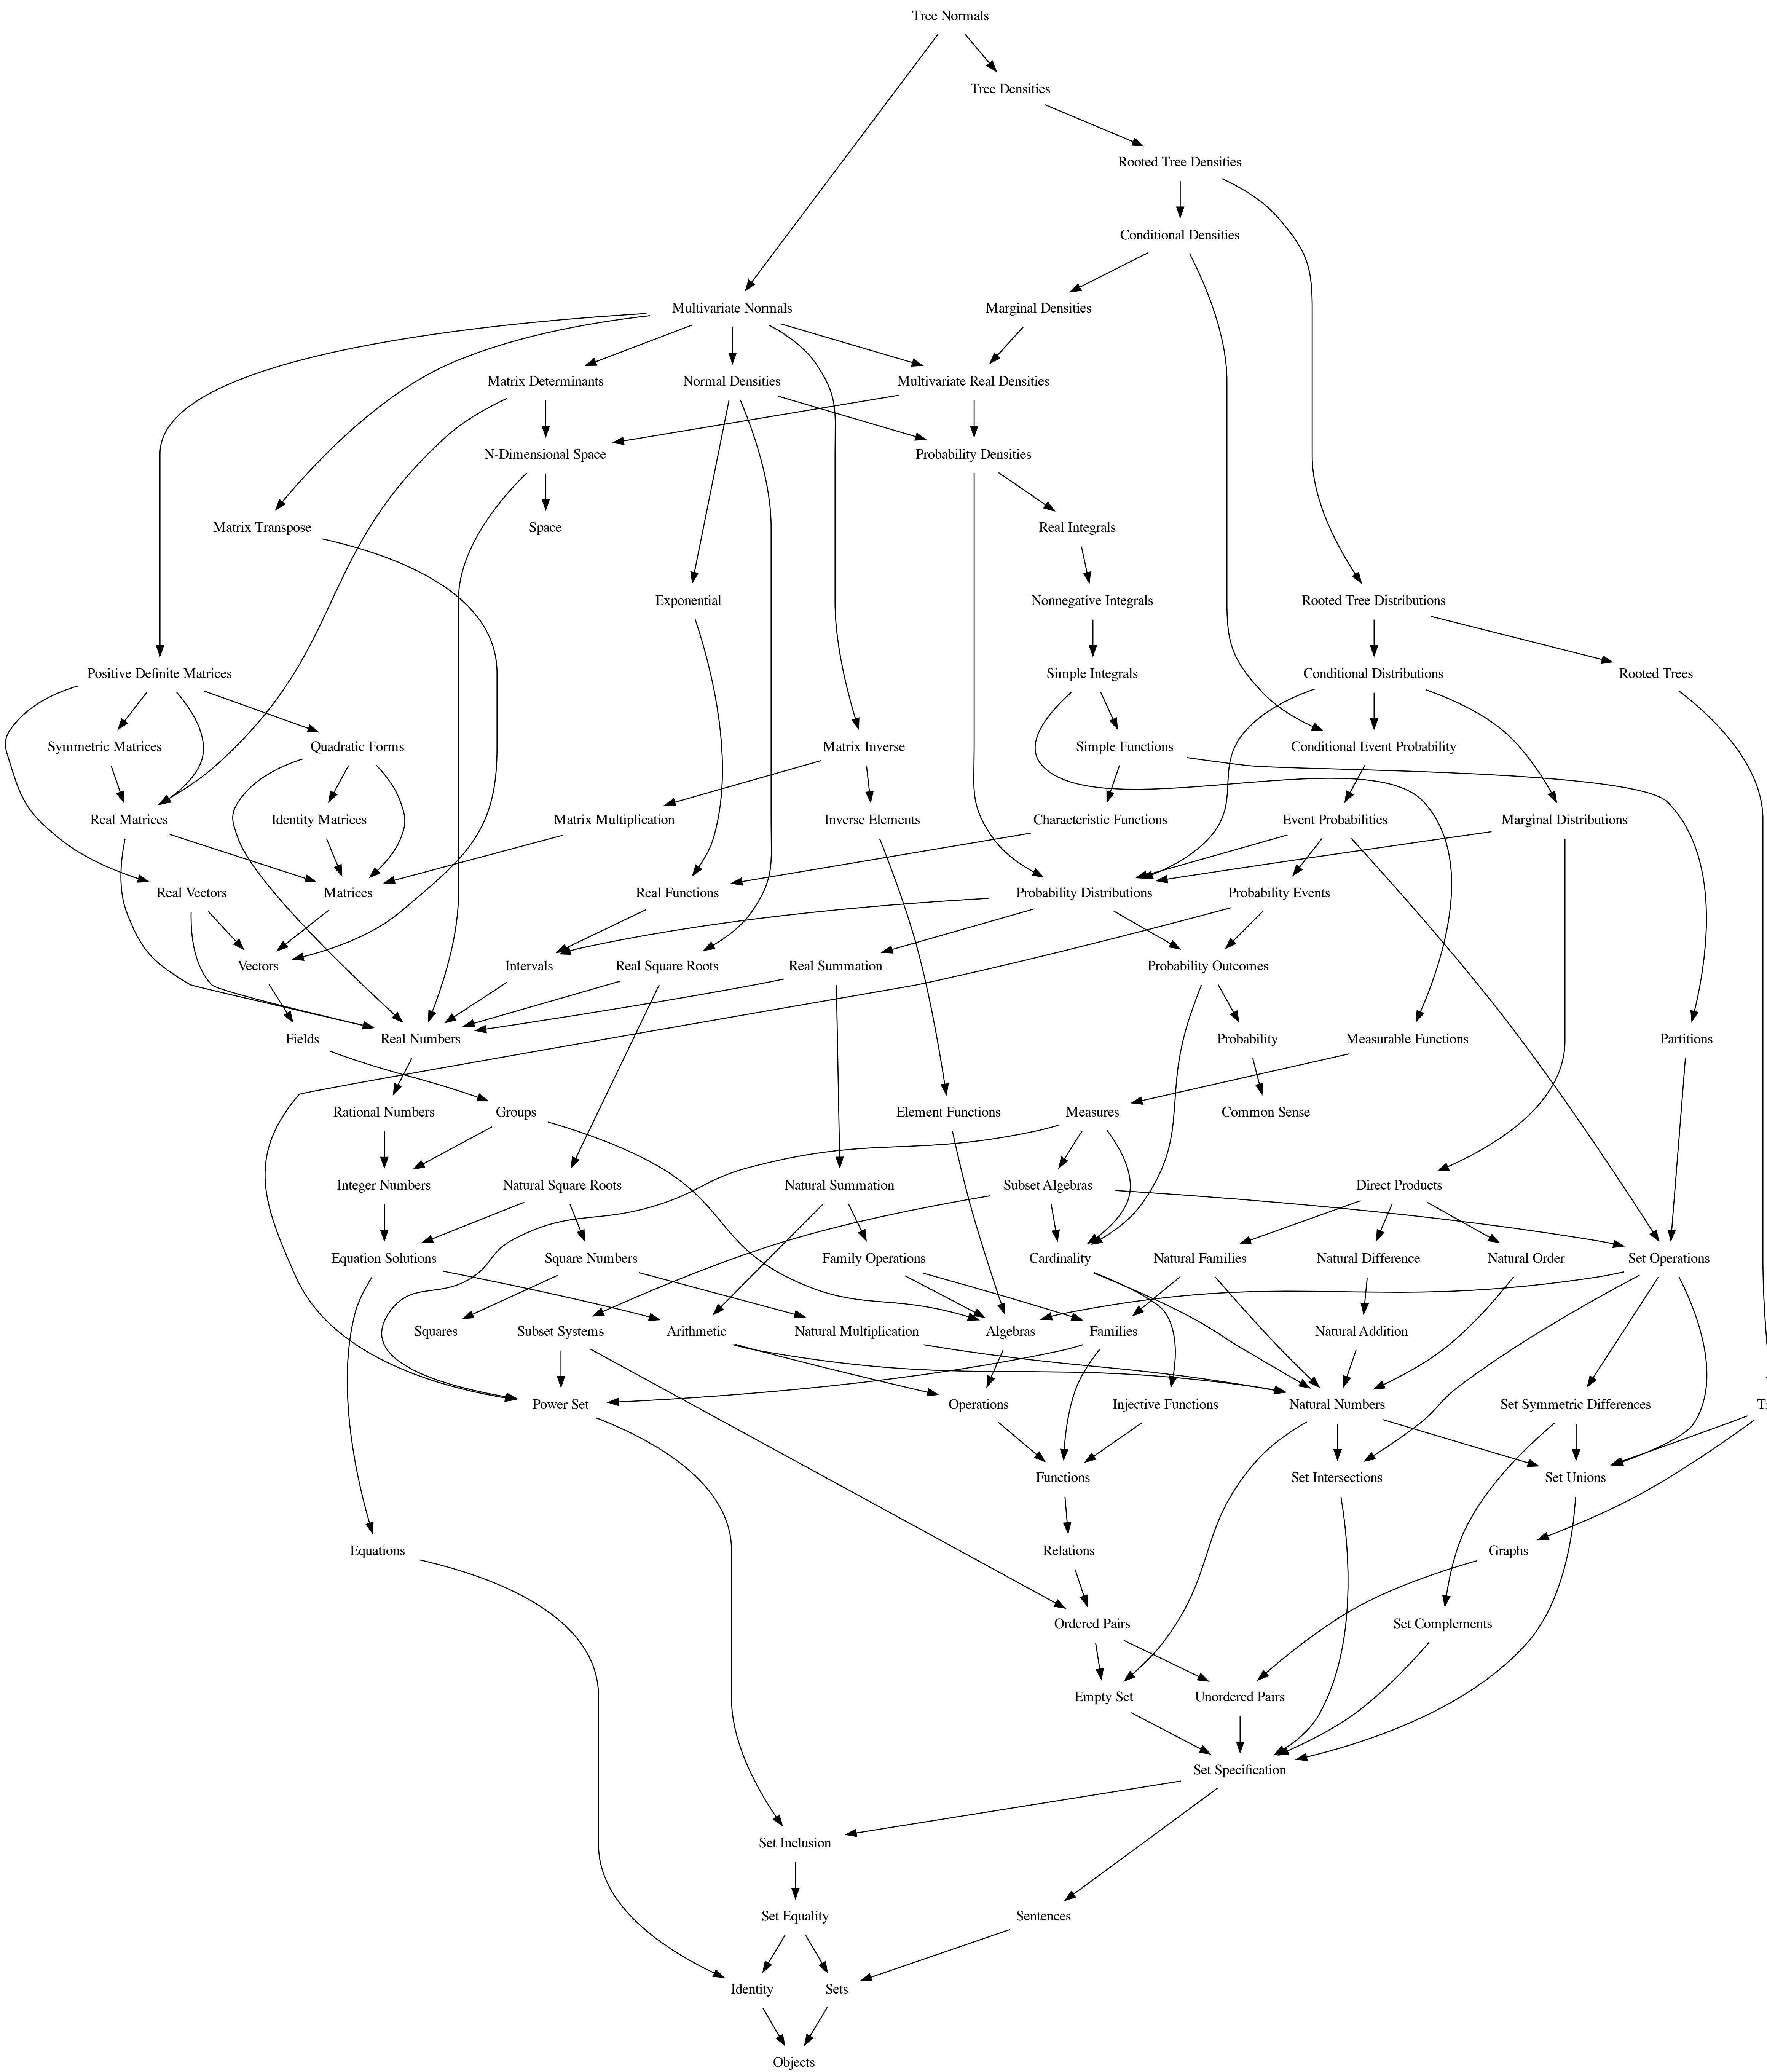 Tree Normals
Tree Densities
Rooted Tree Densities
Conditional Densities
Multivariate Normals
Marginal Densities
Matrix Determinants
Normal Densities
Multivariate Real Densities
N-Dimensional Space
Probability Densities
Matrix Transpose
Space
Real Integrals
Exponential
Nonnegative Integrals
Rooted Tree Distributions
Positive Definite Matrices
Simple Integrals
Conditional Distributions
Rooted Trees
Symmetric Matrices
Quadratic Forms
Matrix Inverse
Simple Functions
Conditional Event Probability
Real Matrices
Identity Matrices
Matrix Multiplication
Inverse Elements
Characteristic Functions
Event Probabilities
Marginal Distributions
Real Vectors
Matrices
Real Functions
Probability Distributions
Probability Events
Vectors
Intervals
Real Square Roots
Real Summation
Probability Outcomes
Fields
Real Numbers
Probability
Measurable Functions
Partitions
Rational Numbers
Groups
Element Functions
Measures
Common Sense
Integer Numbers
Natural Square Roots
Natural Summation
Subset Algebras
Direct Products
Equation Solutions
Square Numbers
Family Operations
Cardinality
Natural Families
Natural Difference
Natural Order
Set Operations
Squares
Subset Systems
Arithmetic
Natural Multiplication
Algebras
Families
Natural Addition
Power Set
Operations
Injective Functions
Natural Numbers
Set Symmetric Differences
Functions
Set Intersections
Set Unions
Equations
Relations
Graphs
Ordered Pairs
Set Complements
Empty Set
Unordered Pairs
Set Specification
Set Inclusion
Set Equality
Sentences
Identity
Sets
Objects